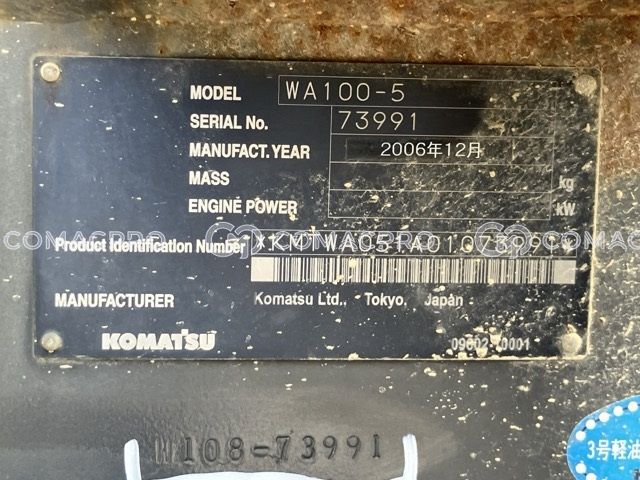 MODEL WA100-5
SERIAL No. 73991
MANUFACT.YEAR 2006年12月
MASS kg
ENGINE POWER kW
Product Identification Number *KMTWA051A01073991*
MANUFACTURER Komatsu Ltd., Tokyo, Japan
KOMATSU
COMACPRO COMACPRO COMACPRO
W108-73991
3号軽油